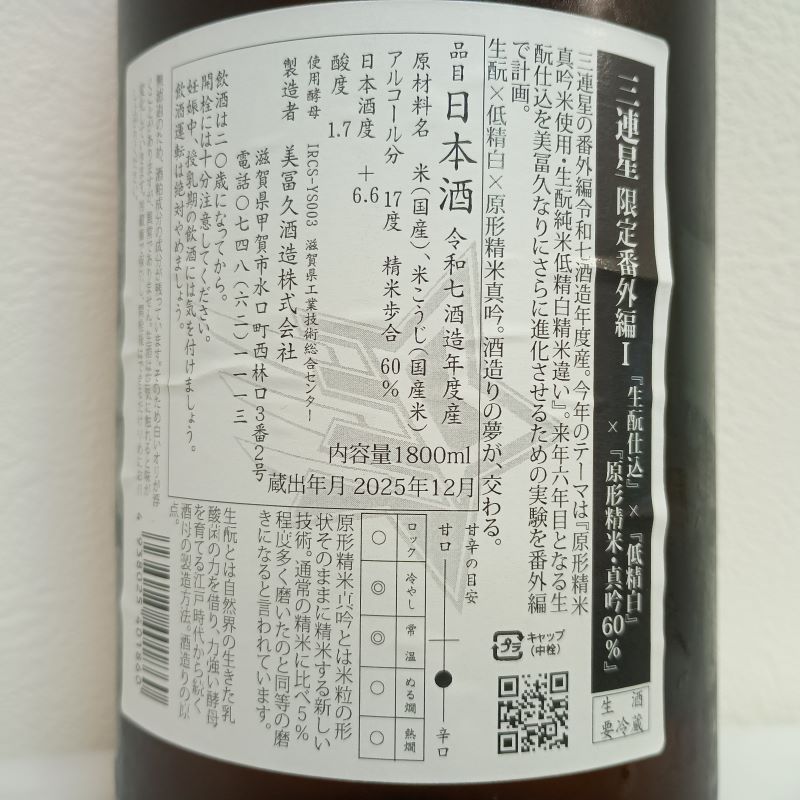 三連星 限定番外編Ⅰ
『生酛仕込』×『低精白』
×『原形精米・真吟60%』
生酒
要冷蔵
三連星の番外編令和七酒造年度産。今年のテーマは『原形精米
真吟米使用・生酛純米低精白精米違い』。来年六年目となる生
酛仕込を美冨久なりにさらに進化させるための実験を番外編
で計画。
生酛×低精白×原形精米真吟。酒造りの夢が、交わる。
品目 日本酒 令和七酒造年度産
原材料名 米(国産)、米こうじ(国産米)
アルコール分 17度 精米歩合 60%
日本酒度 +6.6
酸度 1.7
使用酵母 IRCS-YS003 滋賀県工業技術総合センター
製造者 美冨久酒造株式会社
滋賀県甲賀市水口町西林口3番2号
電話〇七四八(六二)一一一三
内容量1800ml
蔵出年月 2025年12月
飲酒は二〇歳になってから。
開栓には十分注意してください。
妊娠中、授乳期の飲酒には気を付けましょう。
飲酒運転は絶対やめましょう。
キャップ
(中栓)
プラ
甘辛の目安
甘口
辛口
ロック ○
冷やし ◎
常温 ◎
ぬる燗 ○
熱燗 ○
原形精米真吟とは米粒の形
状そのままに精米する新しい
技術。通常の精米に比べ5%
程度多く磨いたのと同等の磨
きになると言われています。
生酛とは自然界の生きた乳
酸菌の力を借り、力強い酵母
を育てる江戸時代から続く
酒母の製造方法。酒造りの原
点。
4 938025 401860